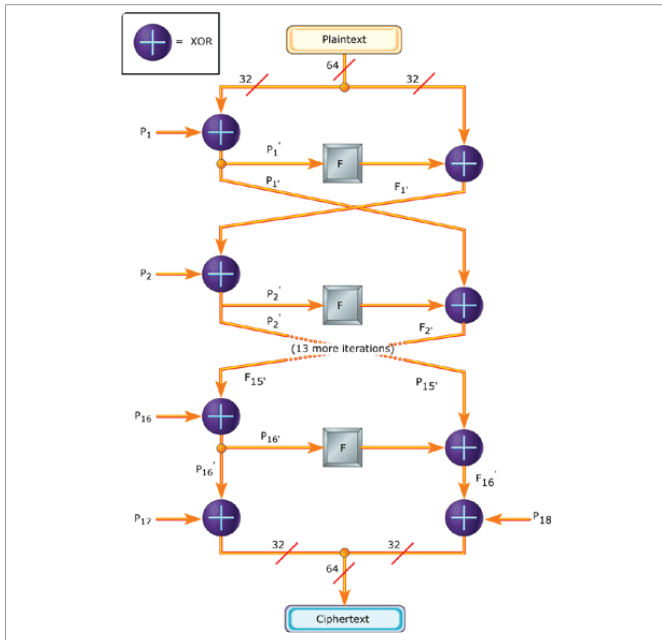 = XOR
Plaintext
64
32 32
P1
P1' F
P1' F1'
P2
P2' F
P2' F2'
(13 more iterations)
F15' P15'
P16
P16' F
P16' F16'
P17 P18
32 32
64
Ciphertext